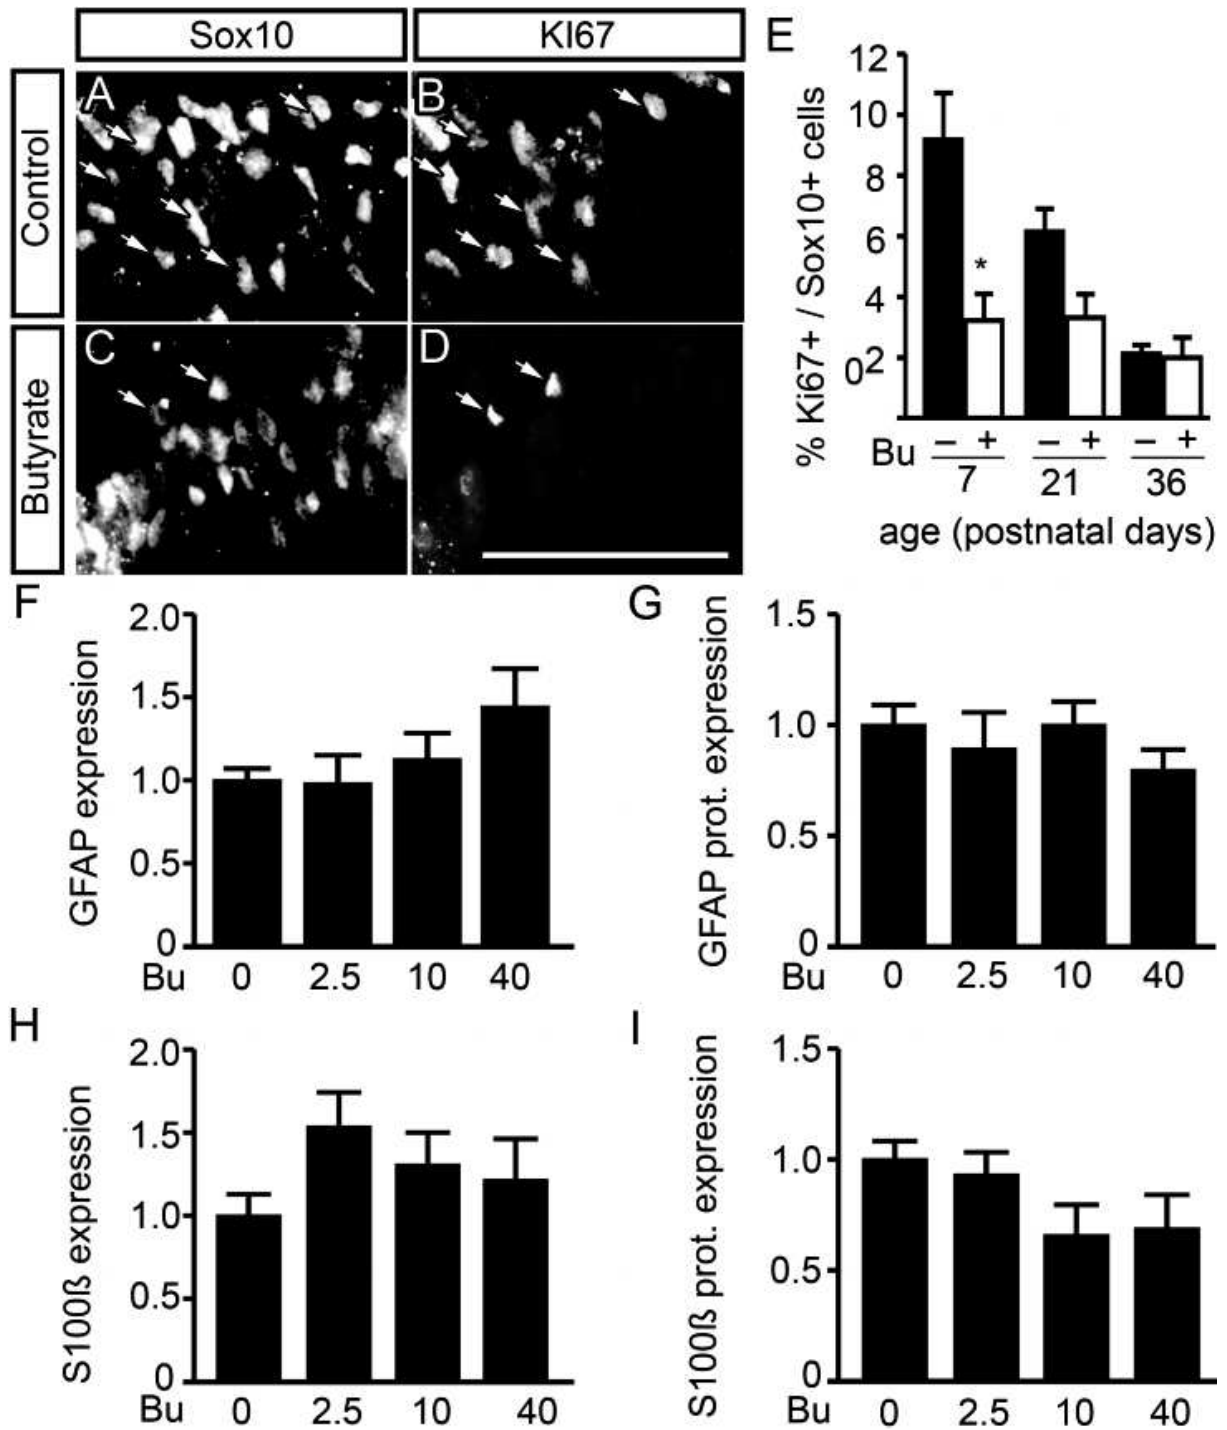 Sox10 KI67
Control
Butyrate
A
B
C
D
E
% Ki67+ / Sox10+ cells
12
10
8
6
4
2
0
Bu – + – + – +
*
7 21 36
age (postnatal days)
F
GFAP expression
2.0
1.5
1.0
0.5
0
Bu 0 2.5 10 40
G
GFAP prot. expression
1.5
1.0
0.5
0
Bu 0 2.5 10 40
H
S100ß expression
2.0
1.5
1.0
0.5
0
Bu 0 2.5 10 40
I
S100ß prot. expression
1.5
1.0
0.5
0
Bu 0 2.5 10 40